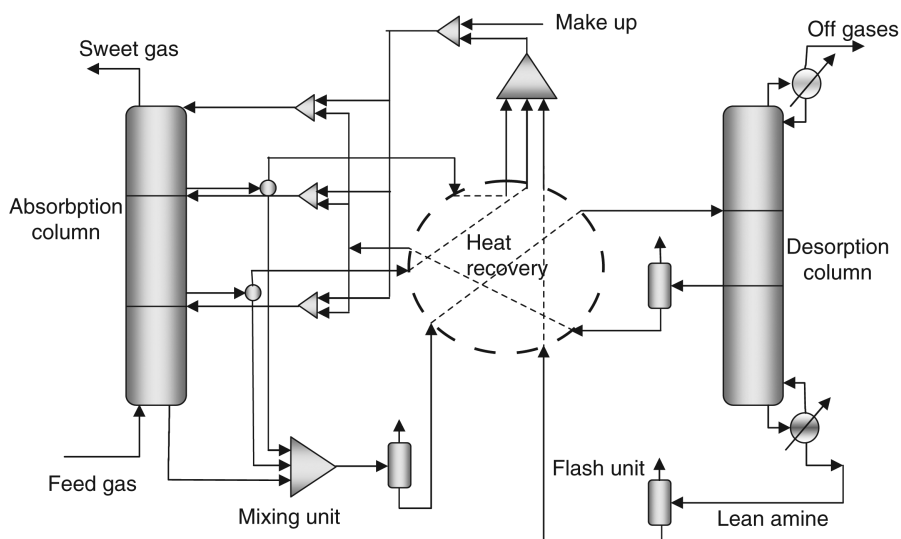 Make up
Off gases
Sweet gas
Absorbption
column
Heat
recovery
Desorption
column
Feed gas
Flash unit
Mixing unit
Lean amine